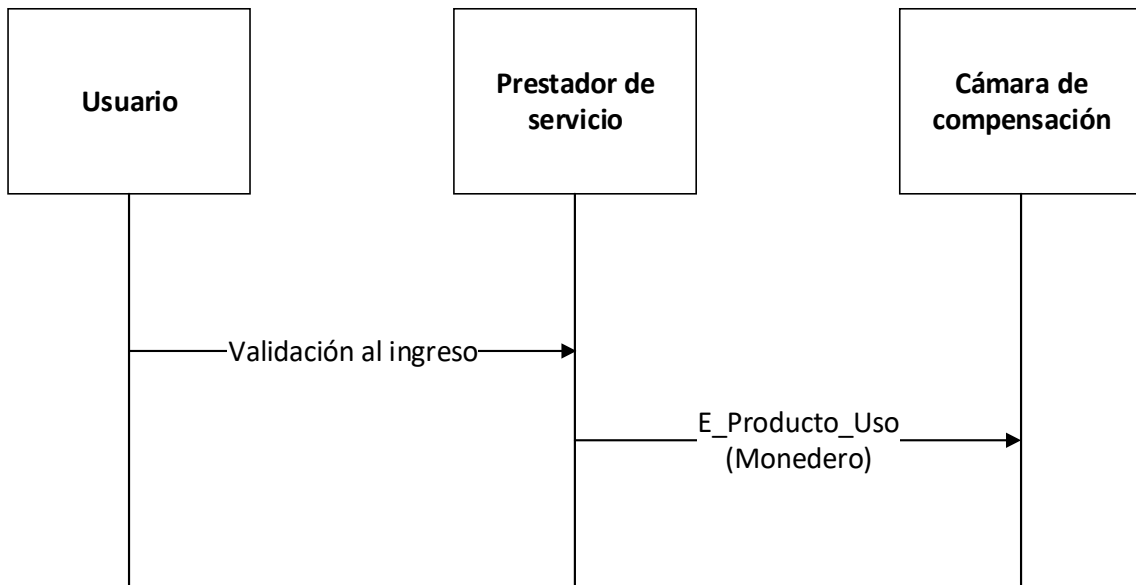 Usuario
Prestador de
servicio
Cámara de
compensación
Validación al ingreso
E_Producto_Uso
(Monedero)